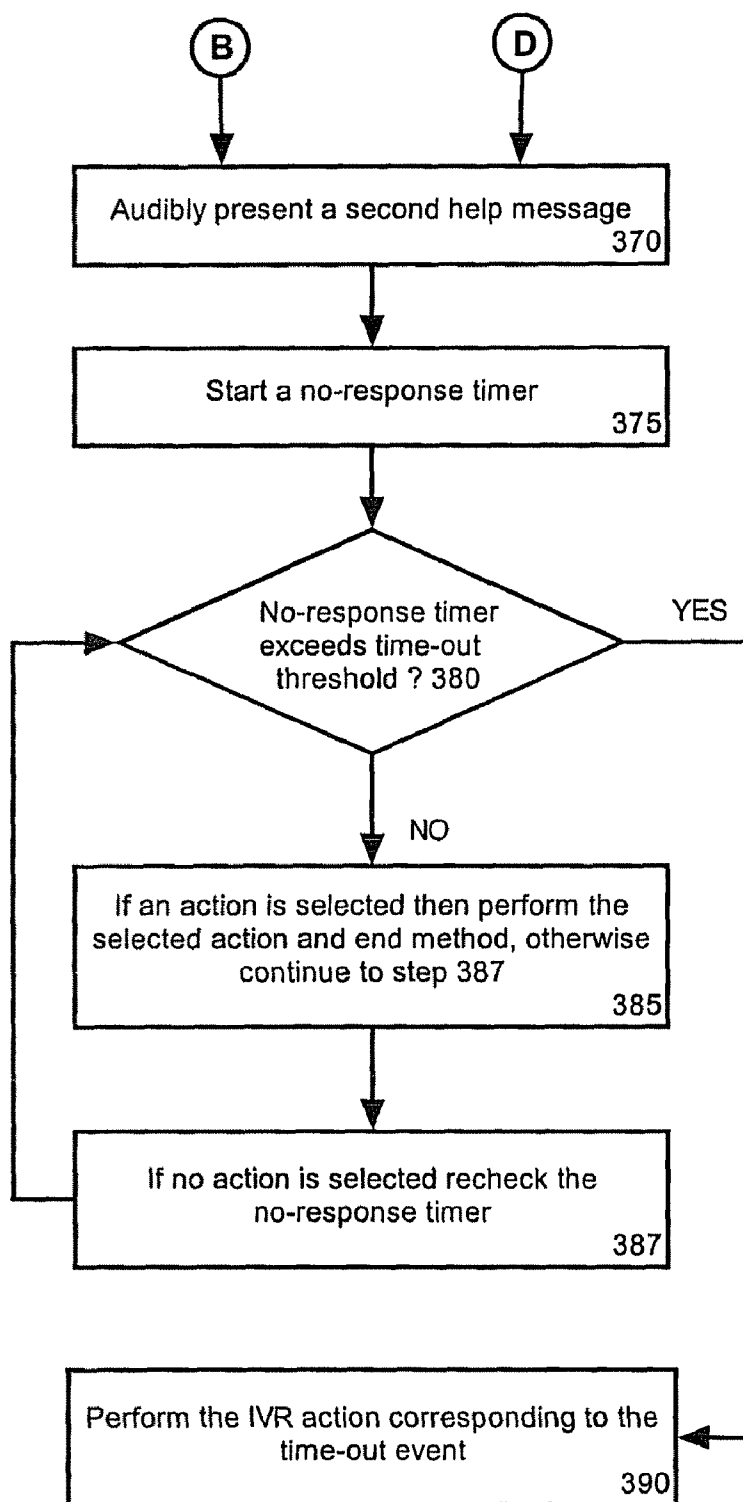 B
D
Audibly present a second help message
370
Start a no-response timer
375
No-response timer
exceeds time-out
threshold ? 380
YES
NO
If an action is selected then perform the
selected action and end method, otherwise
continue to step 387
385
If no action is selected recheck the
no-response timer
387
Perform the IVR action corresponding to the
time-out event
390